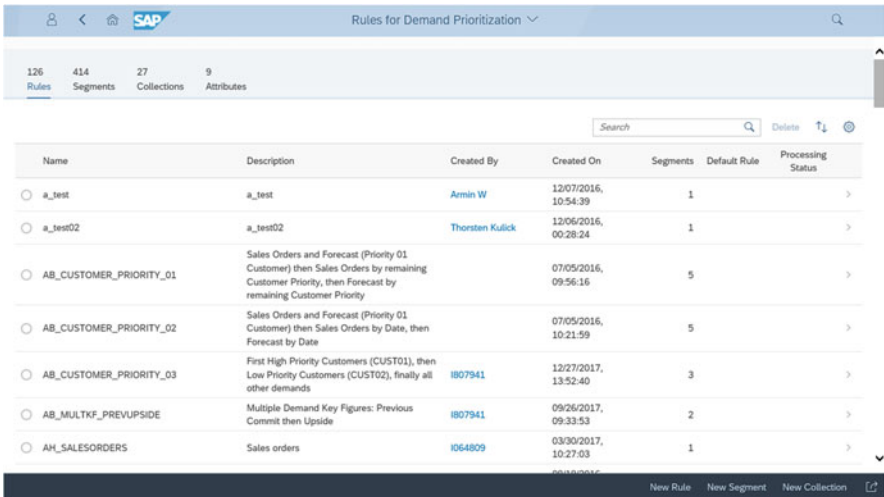 SAP
Rules for Demand Prioritization
126 414 27 9
Rules Segments Collections Attributes
Search Delete
Name Description Created By Created On Segments Default Rule Processing
Status
a_test a_test Armin W 12/07/2016,
10:54:39 1
a_test02 a_test02 Thorsten Kulick 12/06/2016,
00:28:24 1
AB_CUSTOMER_PRIORITY_01 Sales Orders and Forecast (Priority 01
Customer) then Sales Orders by remaining
Customer Priority, then Forecast by
remaining Customer Priority
07/05/2016,
09:56:16 5
AB_CUSTOMER_PRIORITY_02 Sales Orders and Forecast (Priority 01
Customer) then Sales Orders by Date, then
Forecast by Date
07/05/2016,
10:21:59 5
AB_CUSTOMER_PRIORITY_03 First High Priority Customers (CUST01), then
Low Priority Customers (CUST02), finally all
other demands
I807941 12/27/2017,
13:52:40 3
AB_MULTKF_PREVUPSIDE Multiple Demand Key Figures: Previous
Commit then Upside
I807941 09/26/2017,
09:33:53 2
AH_SALESORDERS Sales orders I064809 03/30/2017,
10:27:03 1
New Rule New Segment New Collection